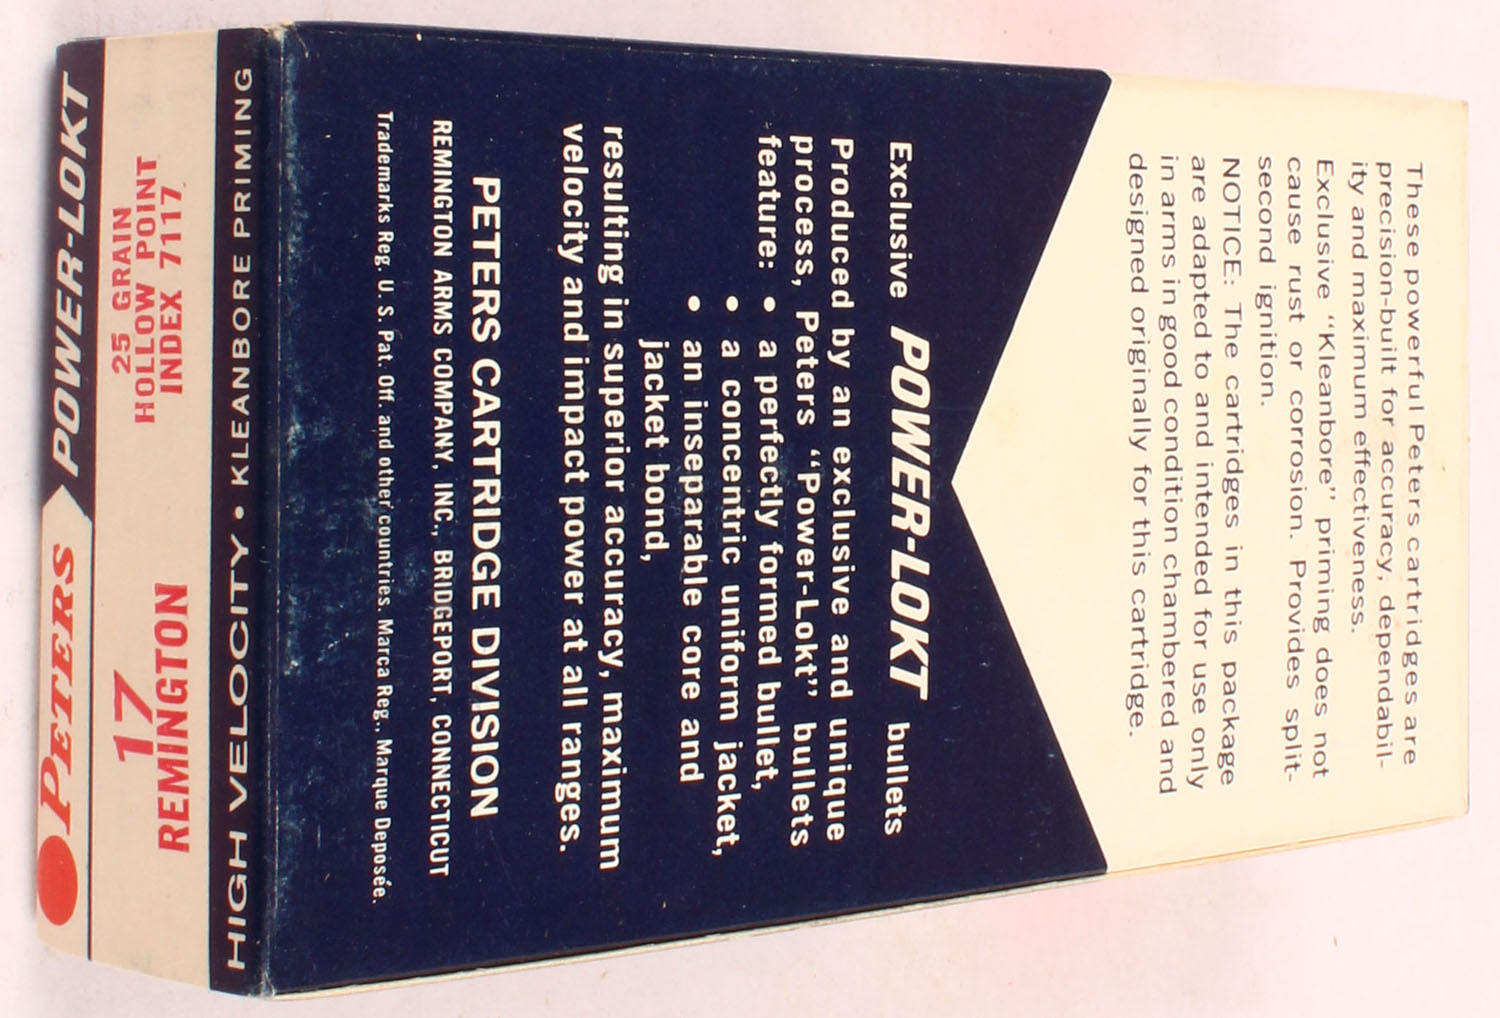 These powerful Peters cartridges are
precision-built for accuracy, dependabil-
ity and maximum effectiveness.
Exclusive "Kleanbore" priming does not
cause rust or corrosion. Provides split-
second ignition.
NOTICE: The cartridges in this package
are adapted to and intended for use only
in arms in good condition chambered and
designed originally for this cartridge.
Exclusive POWER-LOKT bullets
Produced by an exclusive and unique
process, Peters "Power-Lokt" bullets
feature: • a perfectly formed bullet,
• a concentric uniform jacket,
• an inseparable core and
jacket bond,
resulting in superior accuracy, maximum
velocity and impact power at all ranges.
PETERS CARTRIDGE DIVISION
REMINGTON ARMS COMPANY, INC., BRIDGEPORT, CONNECTICUT
Trademarks Reg. U. S. Pat. Off. and other countries. Marca Reg., Marque Deposée.
HIGH VELOCITY • KLEANBORE PRIMING
17
REMINGTON
25 GRAIN
HOLLOW POINT
INDEX 7117
PETERS POWER-LOKT